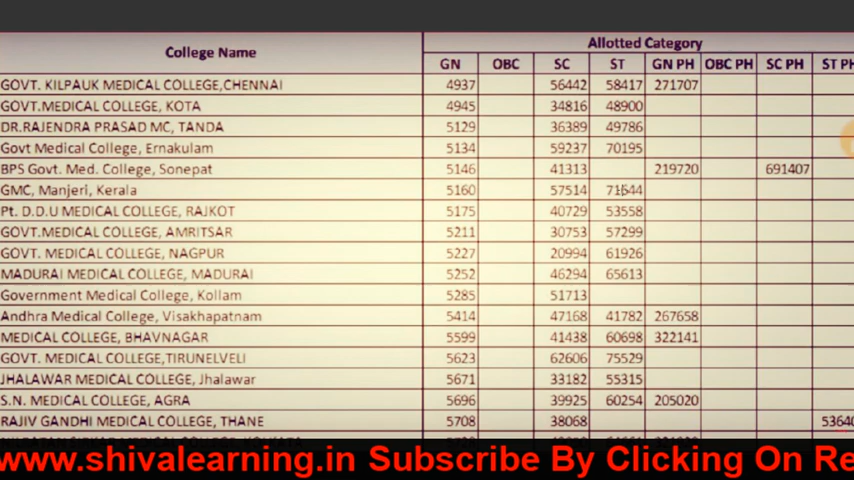 College Name Allotted Category
GN OBC SC ST GN PH OBC PH SC PH ST PH
GOVT. KILPAUK MEDICAL COLLEGE,CHENNAI 4937 56442 58417 271707
GOVT.MEDICAL COLLEGE, KOTA 4945 34816 48900
DR.RAJENDRA PRASAD MC, TANDA 5129 36389 49786
Govt Medical College, Ernakulam 5134 59237 70195
BPS Govt. Med. College, Sonepat 5146 41313 219720 691407
GMC, Manjeri, Kerala 5160 57514 71644
Pt. D.D.U MEDICAL COLLEGE, RAJKOT 5175 40729 53558
GOVT.MEDICAL COLLEGE, AMRITSAR 5211 30753 57299
GOVT. MEDICAL COLLEGE, NAGPUR 5227 20994 61926
MADURAI MEDICAL COLLEGE, MADURAI 5252 46294 65613
Government Medical College, Kollam 5285 51713
Andhra Medical College, Visakhapatnam 5414 47168 41782 267658
MEDICAL COLLEGE, BHAVNAGAR 5599 41438 60698 322141
GOVT. MEDICAL COLLEGE,TIRUNELVELI 5623 62606 75529
JHALAWAR MEDICAL COLLEGE, Jhalawar 5671 33182 55315
S.N. MEDICAL COLLEGE, AGRA 5696 39925 60254 205020
RAJIV GANDHI MEDICAL COLLEGE, THANE 5708 38068 53640
www.shivalearning.in Subscribe By Clicking On Re